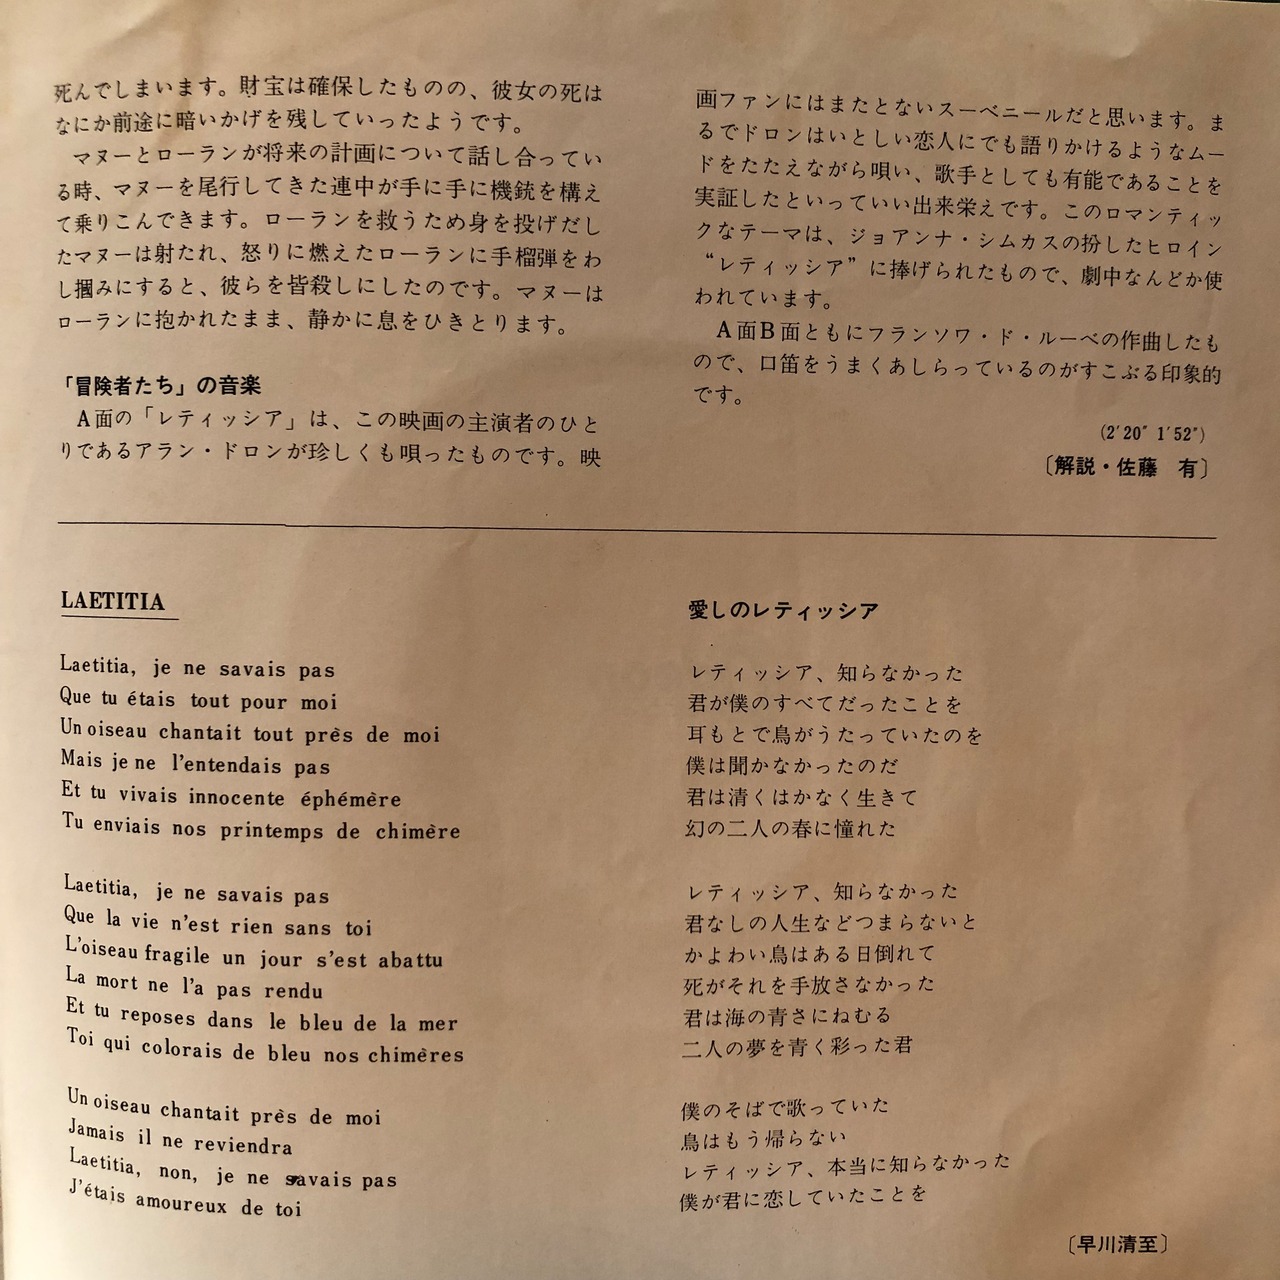 死んでしまいます。財宝は確保したものの、彼女の死は
なにか前途に暗いかげを残していったようです。
　マヌーとローランが将来の計画について話し合ってい
る時、マヌーを尾行してきた連中が手に手に機銃を構え
て乗りこんできます。ローランを救うため身を投げだし
たマヌーは射たれ、怒りに燃えたローランに手榴弾をわ
し摑みにすると、彼らを皆殺しにしたのです。マヌーは
ローランに抱かれたまま、静かに息をひきとります。
「冒険者たち」の音楽
　A面の「レティッシア」は、この映画の主演者のひと
りであるアラン・ドロンが珍しくも唄ったものです。映
画ファンにはまたとないスーベニールだと思います。ま
るでドロンはいとしい恋人にでも語りかけるようなムー
ドをたたえながら唄い、歌手としても有能であることを
実証したといっていい出来栄えです。このロマンティッ
クなテーマは、ジョアンナ・シムカスの扮したヒロイン
“レティッシア”に捧げられたもので、劇中なんどか使
われています。
　A面B面ともにフランソワ・ド・ルーベの作曲したも
ので、口笛をうまくあしらっているのがすこぶる印象的
です。
(2′20″ 1′52″)
〔解説・佐藤　有〕
LAETITIA
Laetitia, je ne savais pas
Que tu étais tout pour moi
Un oiseau chantait tout près de moi
Mais je ne l'entendais pas
Et tu vivais innocente éphémère
Tu enviais nos printemps de chimère
Laetitia, je ne savais pas
Que la vie n'est rien sans toi
L'oiseau fragile un jour s'est abattu
La mort ne l'a pas rendu
Et tu reposes dans le bleu de la mer
Toi qui colorais de bleu nos chimères
Un oiseau chantait près de moi
Jamais il ne reviendra
Laetitia, non, je ne savais pas
J'étais amoureux de toi
愛しのレティッシア
レティッシア、知らなかった
君が僕のすべてだったことを
耳もとで鳥がうたっていたのを
僕は聞かなかったのだ
君は清くはかなく生きて
幻の二人の春に憧れた
レティッシア、知らなかった
君なしの人生などつまらないと
かよわい鳥はある日倒れて
死がそれを手放さなかった
君は海の青さにねむる
二人の夢を青く彩った君
僕のそばで歌っていた
鳥はもう帰らない
レティッシア、本当に知らなかった
僕が君に恋していたことを
〔早川清至〕